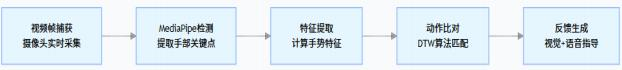 视频帧捕获
摄像头实时采集
MediaPipe检测
提取手部关键点
特征提取
计算手势特征
动作比对
DTW算法匹配
反馈生成
视觉+语音指导